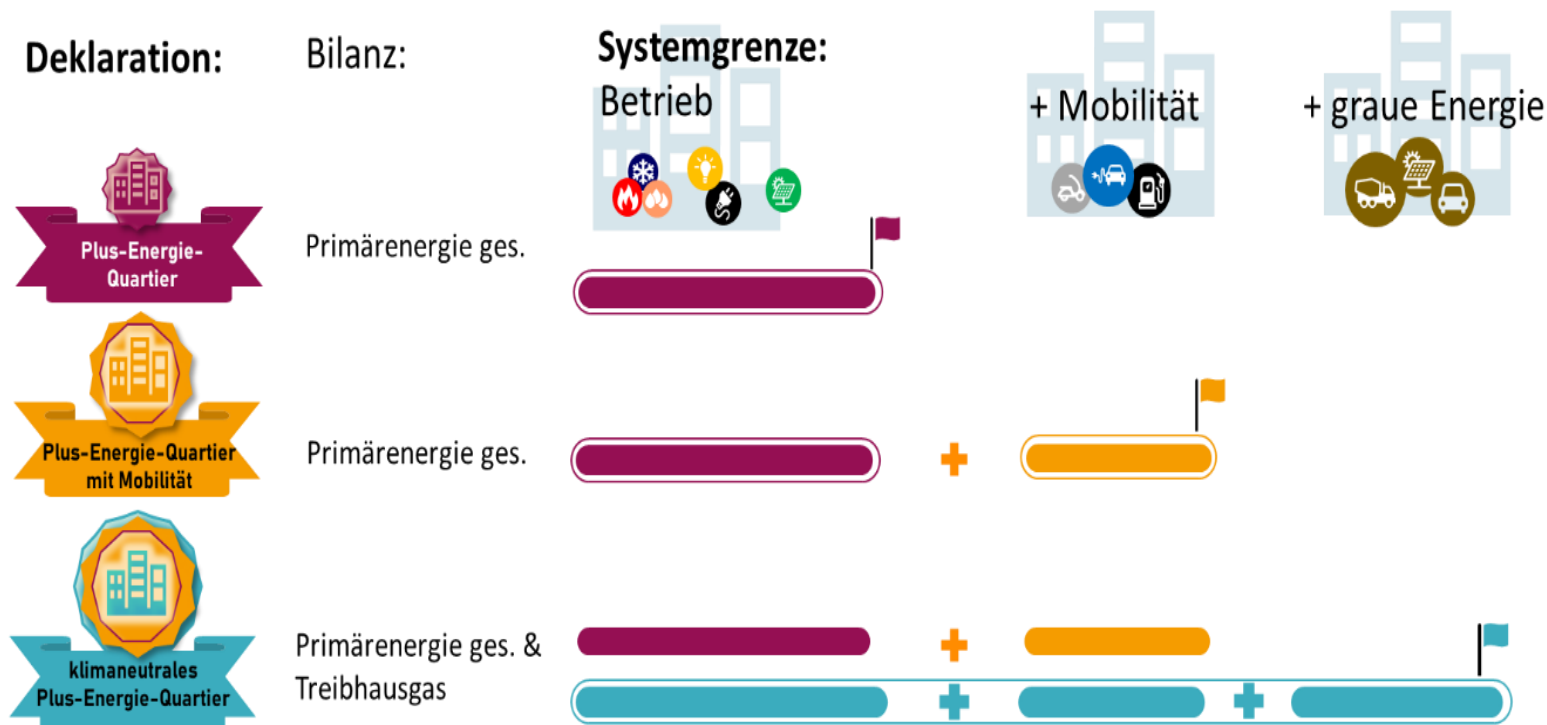 Deklaration:
Bilanz:
Systemgrenze:
Betrieb
+ Mobilität
+ graue Energie
Plus-Energie-
Quartier
Primärenergie ges.
Plus-Energie-Quartier
mit Mobilität
Primärenergie ges.
klimaneutrales
Plus-Energie-Quartier
Primärenergie ges. &
Treibhausgas